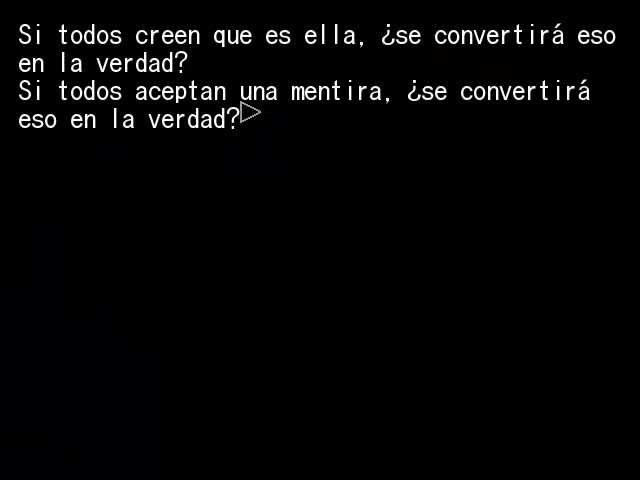 Si todos creen que es ella, ¿se convertirá eso
en la verdad?
Si todos aceptan una mentira, ¿se convertirá
eso en la verdad?